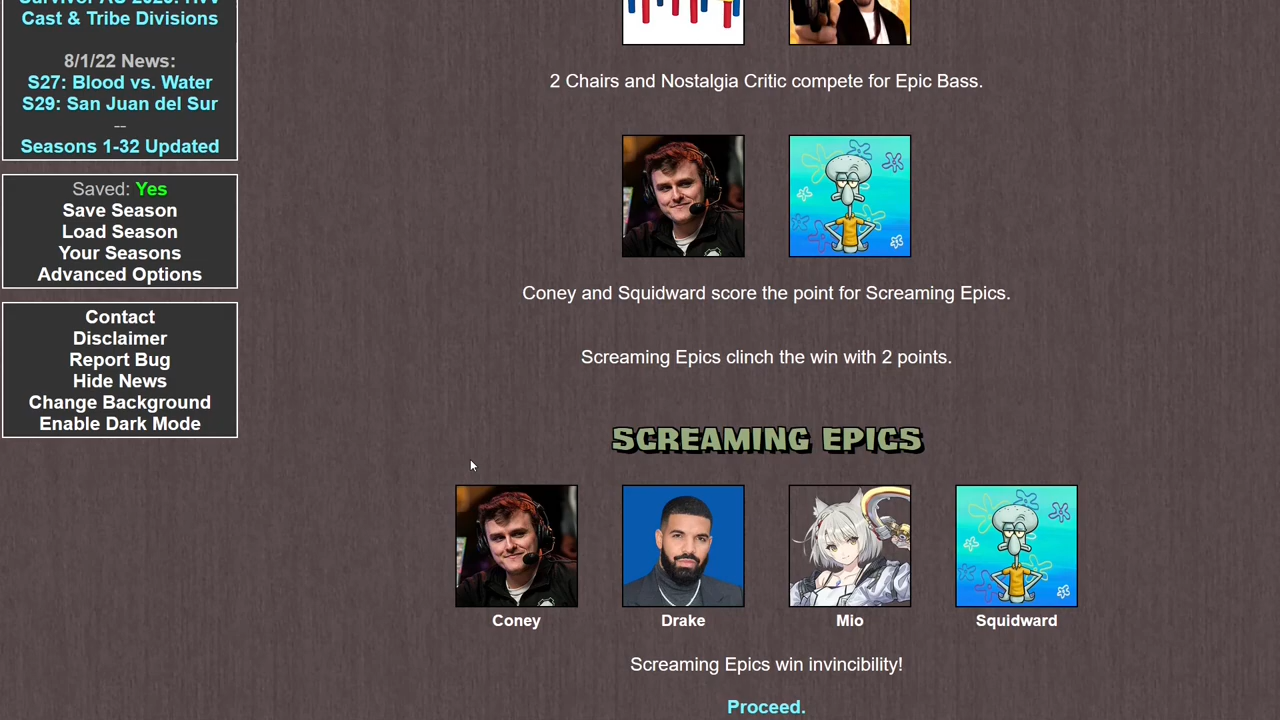 Cast & Tribe Divisions
8/1/22 News:
S27: Blood vs. Water
S29: San Juan del Sur
--
Seasons 1-32 Updated
Saved: Yes
Save Season
Load Season
Your Seasons
Advanced Options
Contact
Disclaimer
Report Bug
Hide News
Change Background
Enable Dark Mode
2 Chairs and Nostalgia Critic compete for Epic Bass.
Coney and Squidward score the point for Screaming Epics.
Screaming Epics clinch the win with 2 points.
SCREAMING EPICS
Coney
Drake
Mio
Squidward
Screaming Epics win invincibility!
Proceed.